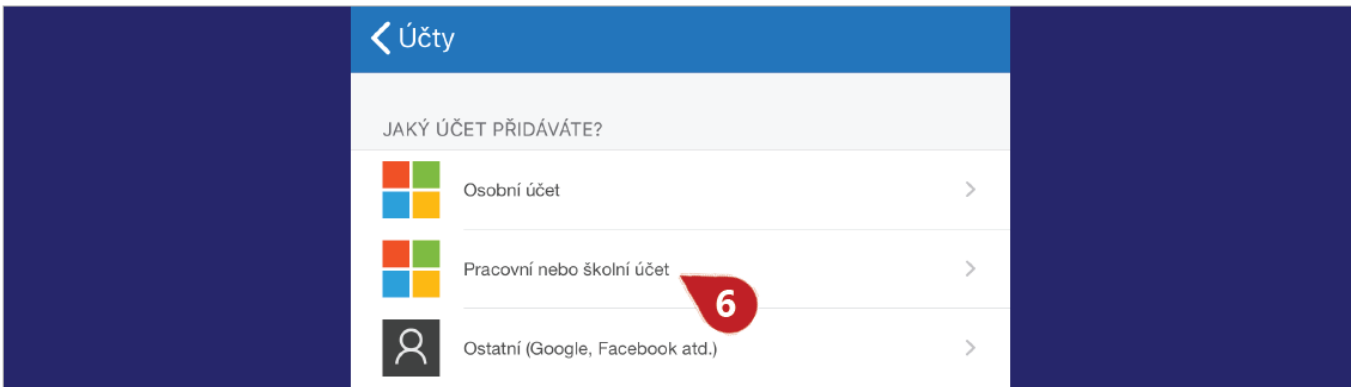 Účty
JAKÝ ÚČET PŘIDÁVÁTE?
Osobní účet
Pracovní nebo školní účet
6
Ostatní (Google, Facebook atd.)